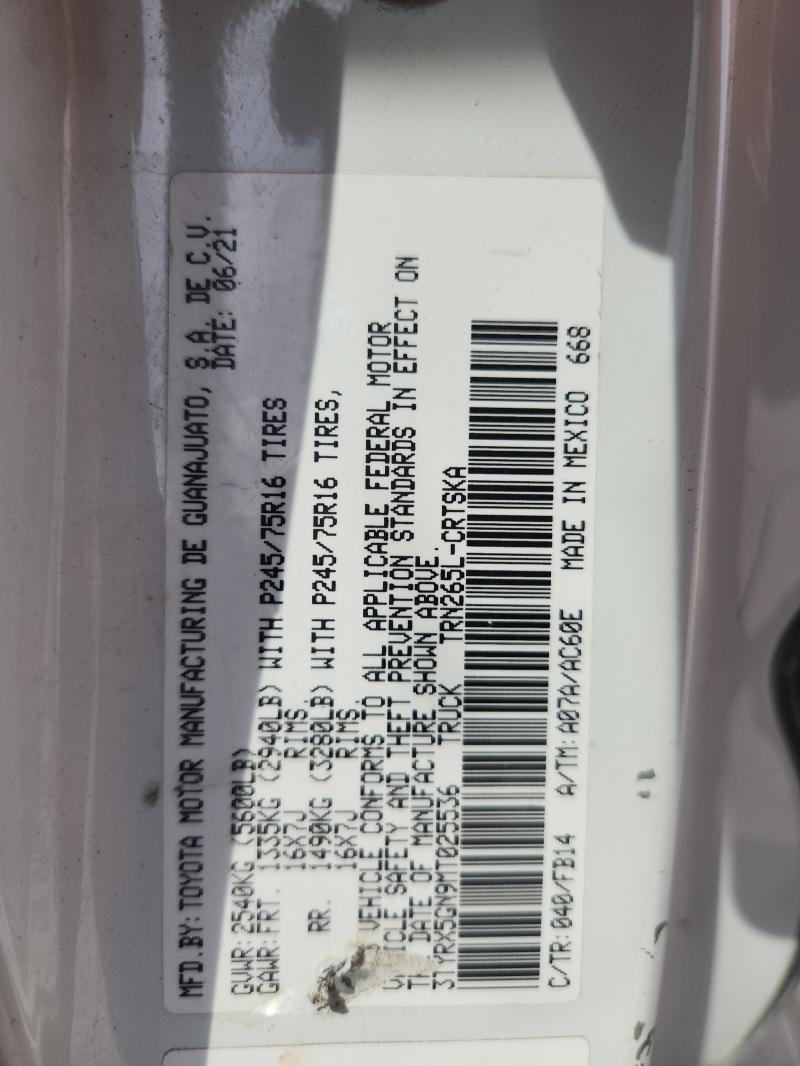 MFD.BY: TOYOTA MOTOR MANUFACTURING DE GUANAJUATO, S.A. DE C.V.
DATE: 06/21
GVWR: 2540KG (5600LB)
GAWR: FRT. 1335KG (2940LB) WITH P245/75R16 TIRES
16X7J RIMS.
RR. 1490KG (3280LB) WITH P245/75R16 TIRES,
16X7J RIMS.
VEHICLE CONFORMS TO ALL APPLICABLE FEDERAL MOTOR
SAFETY AND THEFT PREVENTION STANDARDS IN EFFECT ON
DATE OF MANUFACTURE SHOWN ABOVE.
3TYRX5GN9MT025536 TRUCK TRN265L-CRTSKA
C/TR: 040/FB14 A/TM: A07A/AC60E MADE IN MEXICO 668